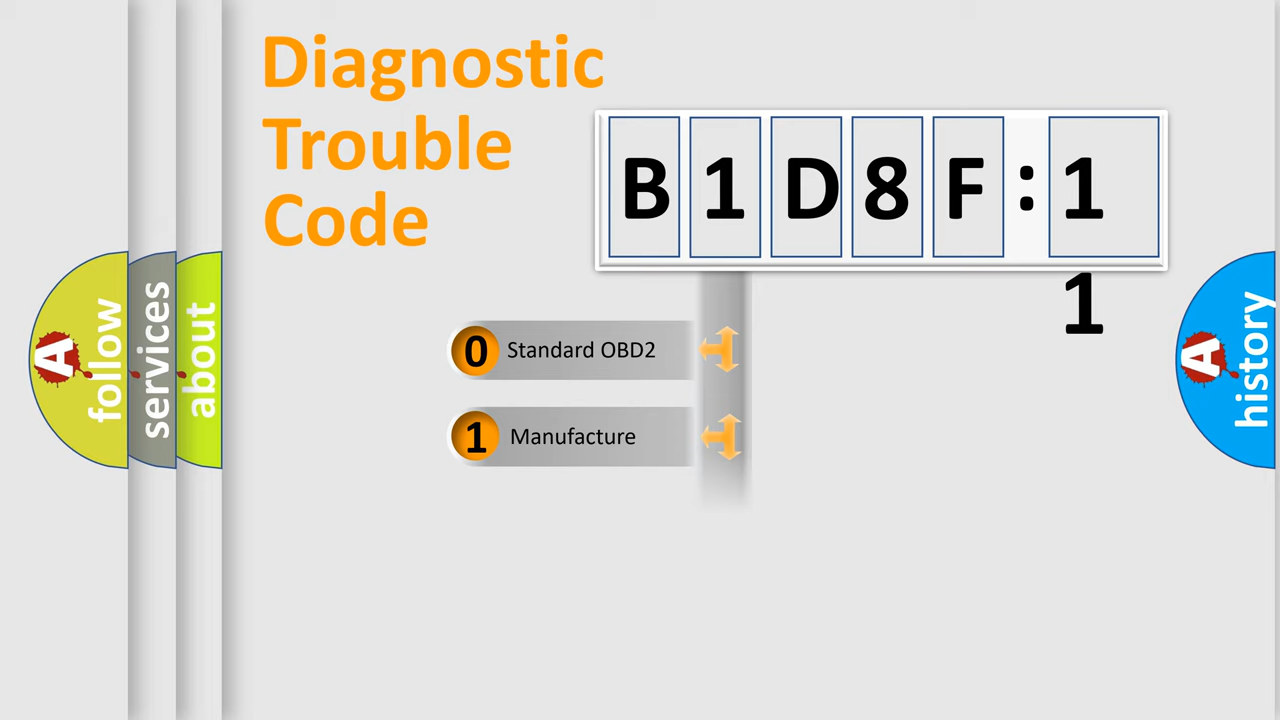 Diagnostic
Trouble
Code
B 1 D 8 F : 1
1
0 Standard OBD2
1 Manufacture
A follow
services
about
A history